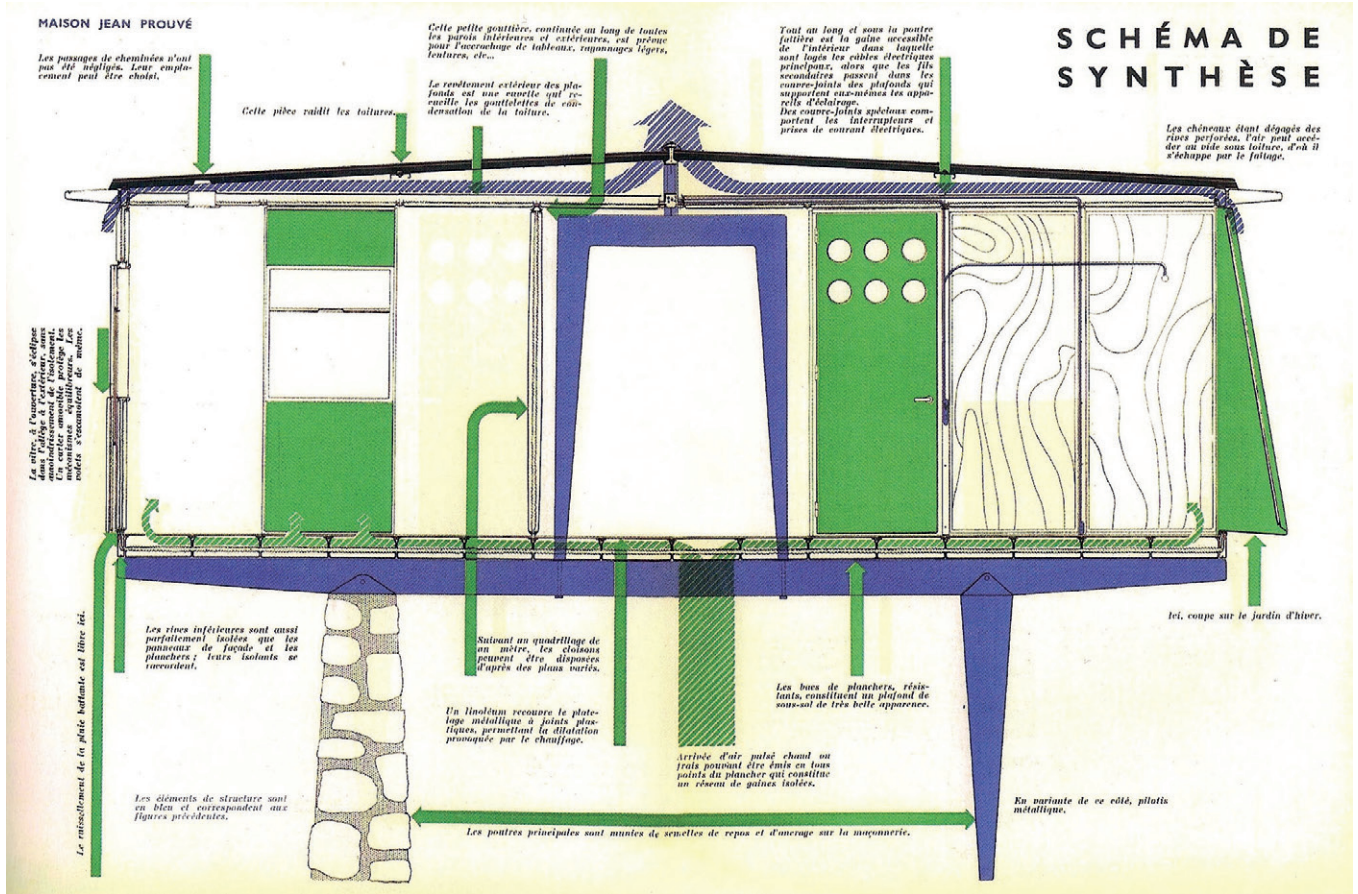 MAISON JEAN PROUVÉ
SCHÉMA DE
SYNTHÈSE
Les passages de cheminées n'ont
pas été négligés. Leur empla-
cement peut être choisi.
Cette pièce raidit les toitures.
Cette petite gouttière, continuée au long de toutes
les parois intérieures et extérieures, est prévue
pour l'accrochage de tableaux, rayonnages légers,
tentures, etc...
Le revêtement extérieur des pla-
fonds est une cuvette qui re-
cueille les gouttelettes de con-
densation de la toiture.
Tout au long et sous la poutre
faîtière est la gaine accessible
de l'intérieur dans laquelle
sont logés les câbles électriques
principaux, alors que les fils
secondaires passent dans les
couvre-joints des plafonds qui
supportent eux-mêmes les appa-
reils d'éclairage.
Des couvre-joints spéciaux com-
portent les interrupteurs et
prises de courant électriques.
Les chéneaux étant dégagés des
rives perforées, l'air peut accé-
der au vide sous toiture, d'où il
s'échappe par le faîtage.
La vitre, à l'ouverture, s'éclipse
dans l'allège à l'extérieur, sans
amoindrissement de l'isolement.
Un carter amovible protège les
mécanismes équilibreurs. Les
volets s'escamotent de même.
Le ruissellement de la pluie battante est libre ici.
Les rives inférieures sont aussi
parfaitement isolées que les
panneaux de façade et les
planchers ; leurs isolants se
raccordent.
Suivant un quadrillage de
un mètre, les cloisons
peuvent être disposées
d'après des plans variés.
Un linoléum recouvre le plate-
lage métallique à joints plas-
tiques, permettant la dilatation
provoquée par le chauffage.
Arrivée d'air pulsé chaud ou
frais pouvant être émis en tous
points du plancher qui constitue
un réseau de gaines isolées.
Les bacs de planchers, résis-
tants, constituent un plafond de
sous-sol de très belle apparence.
Ici, coupe sur le jardin d'hiver.
Les éléments de structure sont
en bleu et correspondent aux
figures précédentes.
Les poutres principales sont munies de semelles de repos et d'ancrage sur la maçonnerie.
En variante de ce côté, pilotis
métallique.